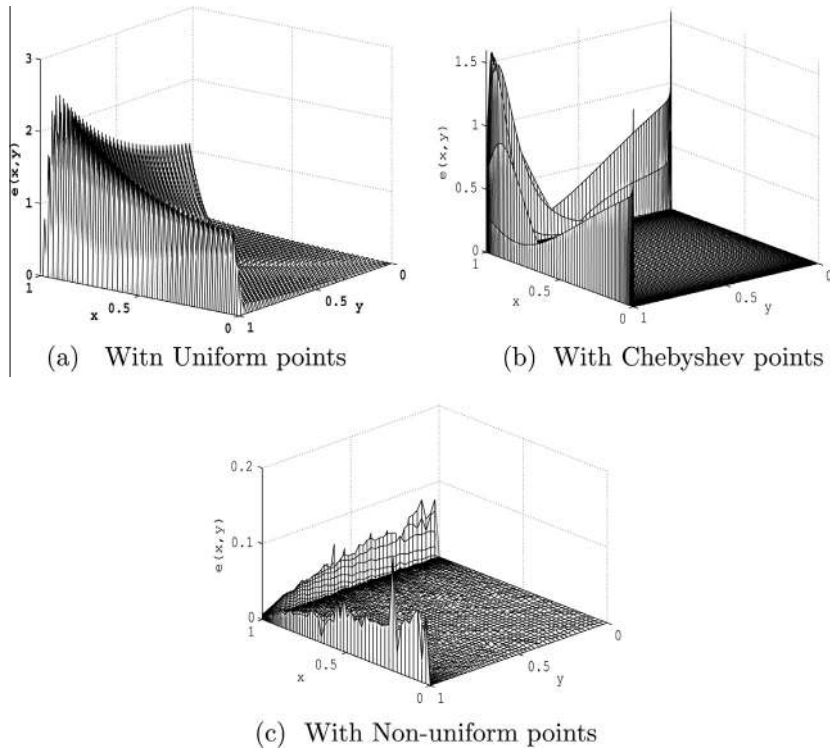 3
2
1
0
e(x,y)
1
0.5
0
x
1
0.5
0
y
(a) Witn Uniform points
1.5
1
0.5
0
e(x,y)
1
0.5
0
x
1
0.5
0
y
(b) With Chebyshev points
0.2
0.1
0
e(x,y)
1
0.5
0
x
1
0.5
0
y
(c) With Non-uniform points